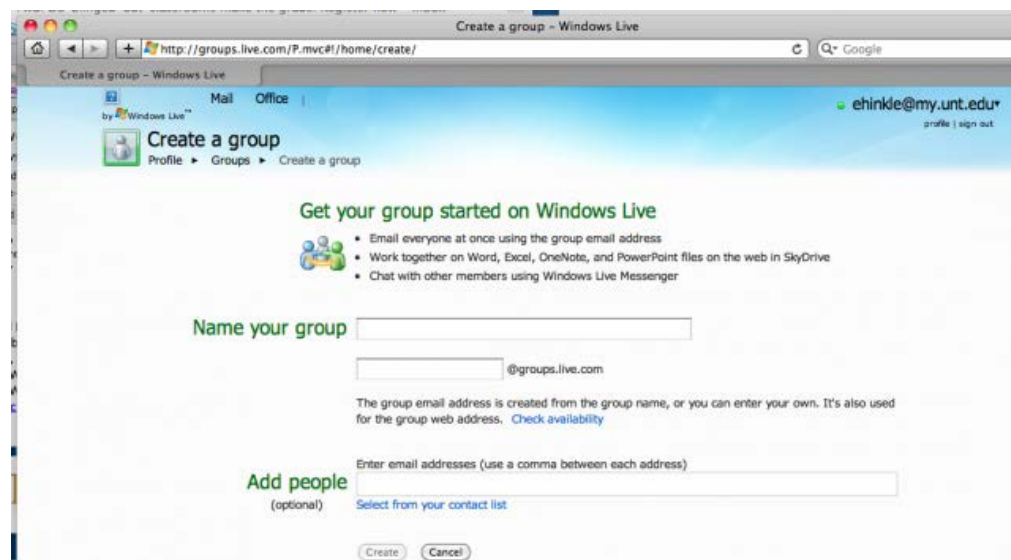 Create a group – Windows Live
http://groups.live.com/P.mvc#!/home/create/
Google
Create a group – Windows Live
Mail Office |
by Windows Live™
ehinkle@my.unt.edu
profile | sign out
Create a group
Profile ► Groups ► Create a group
Get your group started on Windows Live
• Email everyone at once using the group email address
• Work together on Word, Excel, OneNote, and PowerPoint files on the web in SkyDrive
• Chat with other members using Windows Live Messenger
Name your group
@groups.live.com
The group email address is created from the group name, or you can enter your own. It's also used
for the group web address. Check availability
Enter email addresses (use a comma between each address)
Add people
(optional) Select from your contact list
Create Cancel